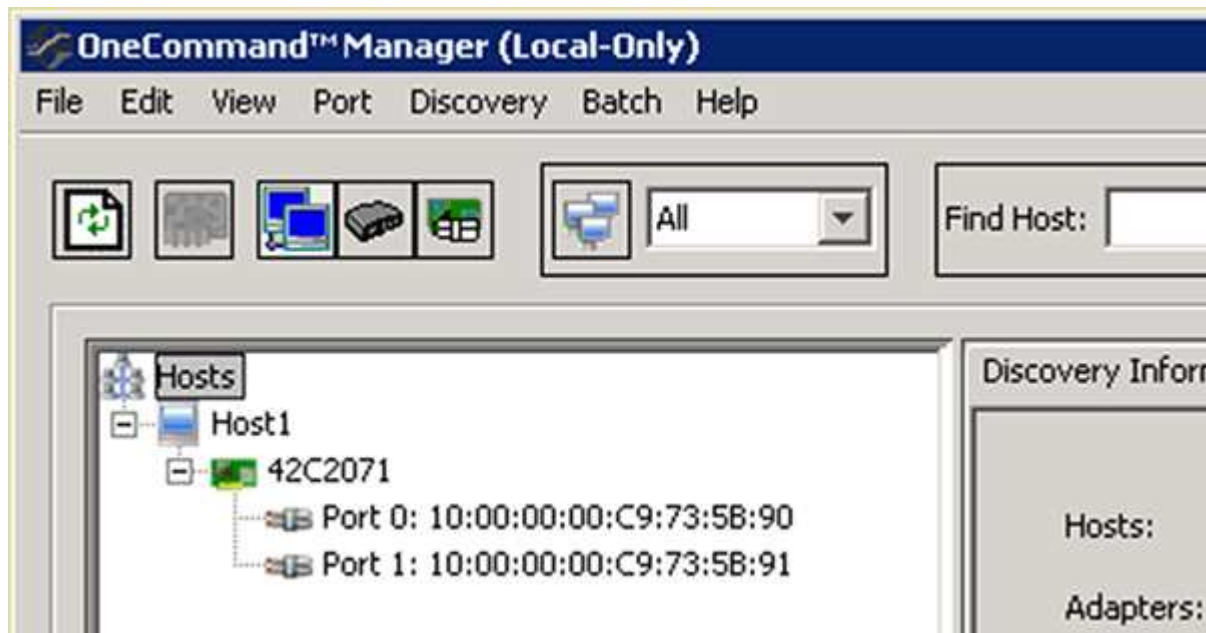 OneCommand™ Manager (Local-Only)
File Edit View Port Discovery Batch Help
All
Find Host:
Hosts
Host1
42C2071
Port 0: 10:00:00:00:C9:73:5B:90
Port 1: 10:00:00:00:C9:73:5B:91
Discovery
Hosts:
Adapters: